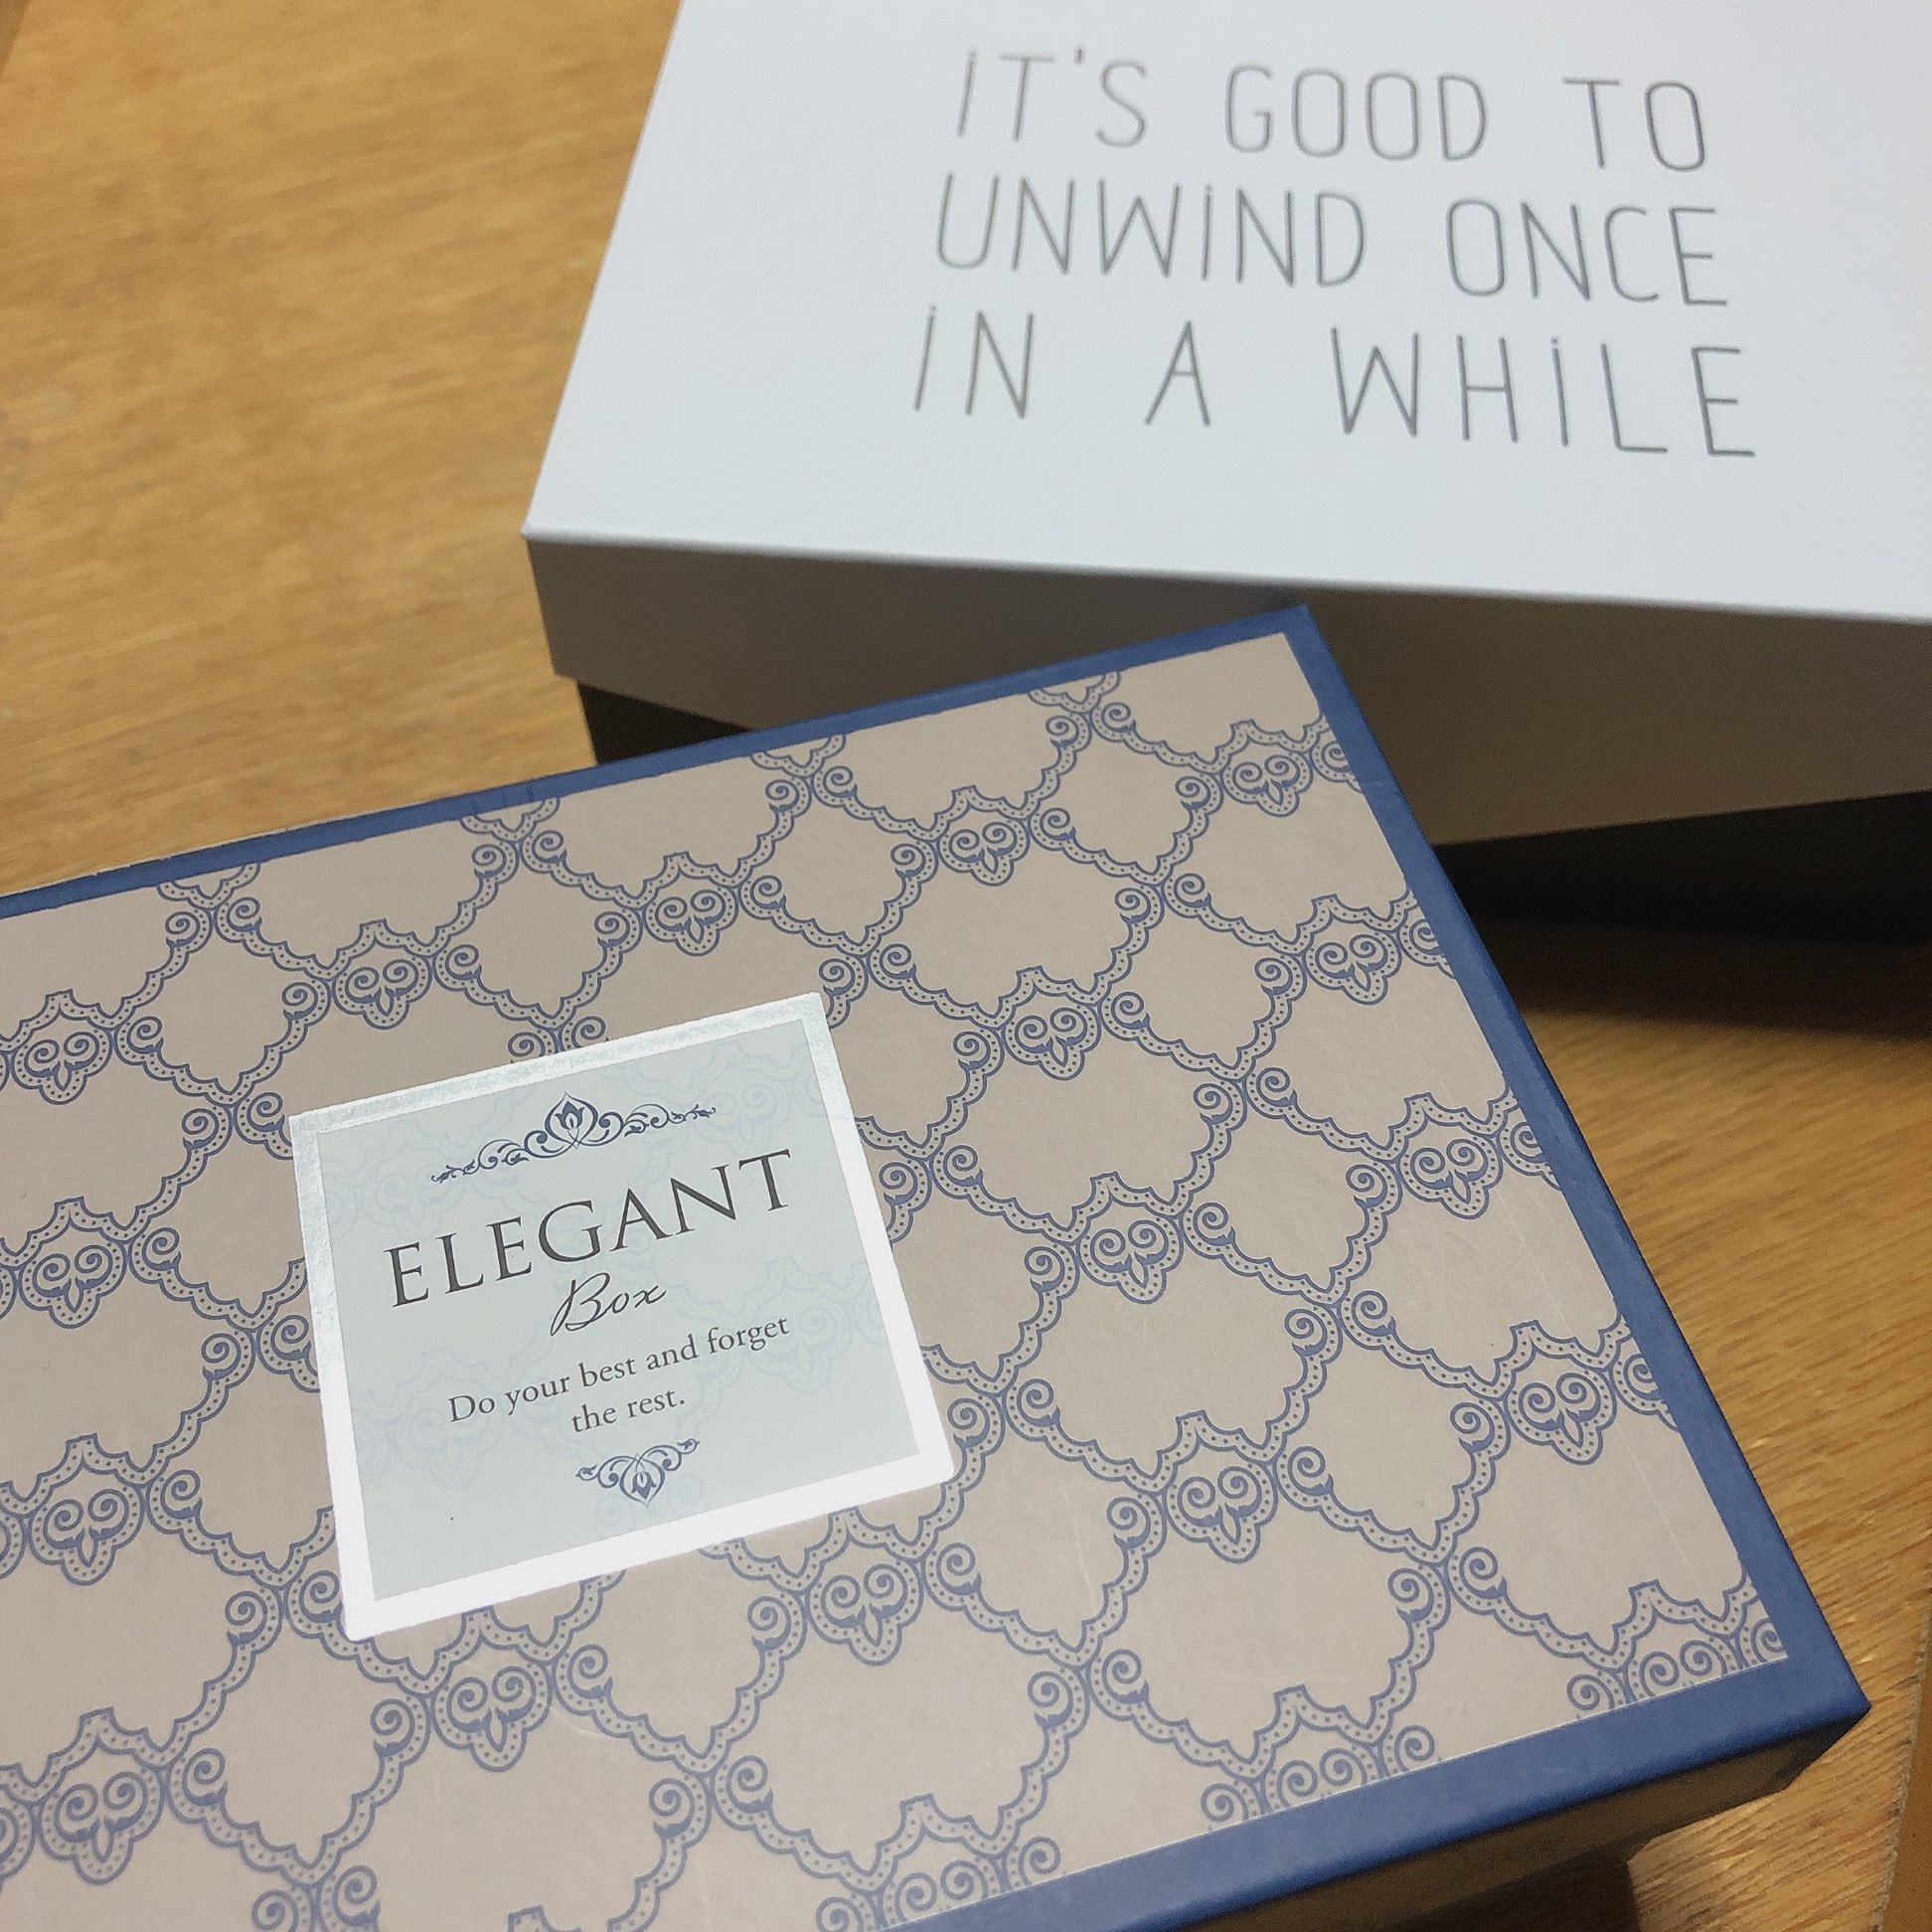 IT'S GOOD TO
UNWIND ONCE
IN A WHILE
ELEGANT
Box
Do your best and forget
the rest.